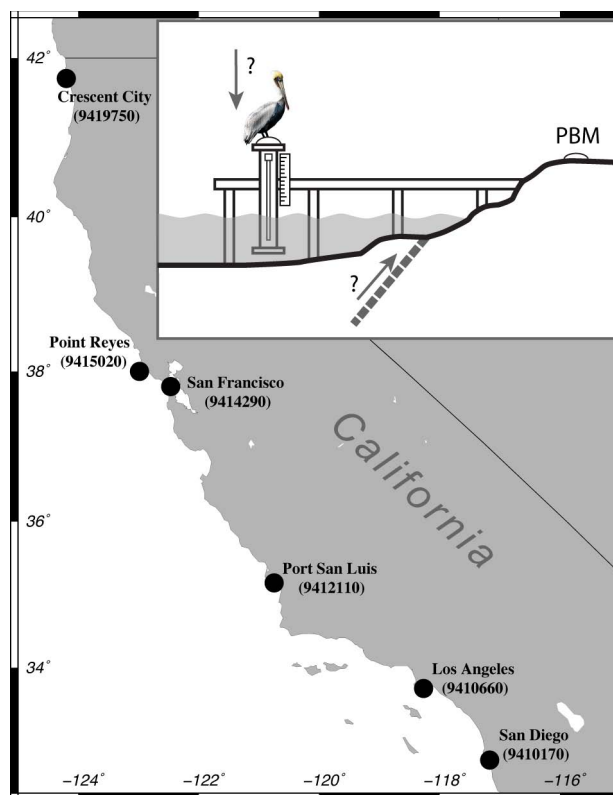 42°
Crescent City
(9419750)
?
PBM
40°
?
Point Reyes
(9415020)
38°
San Francisco
(9414290)
California
36°
Port San Luis
(9412110)
34°
Los Angeles
(9410660)
San Diego
(9410170)
−124°
−122°
−120°
−118°
−116°